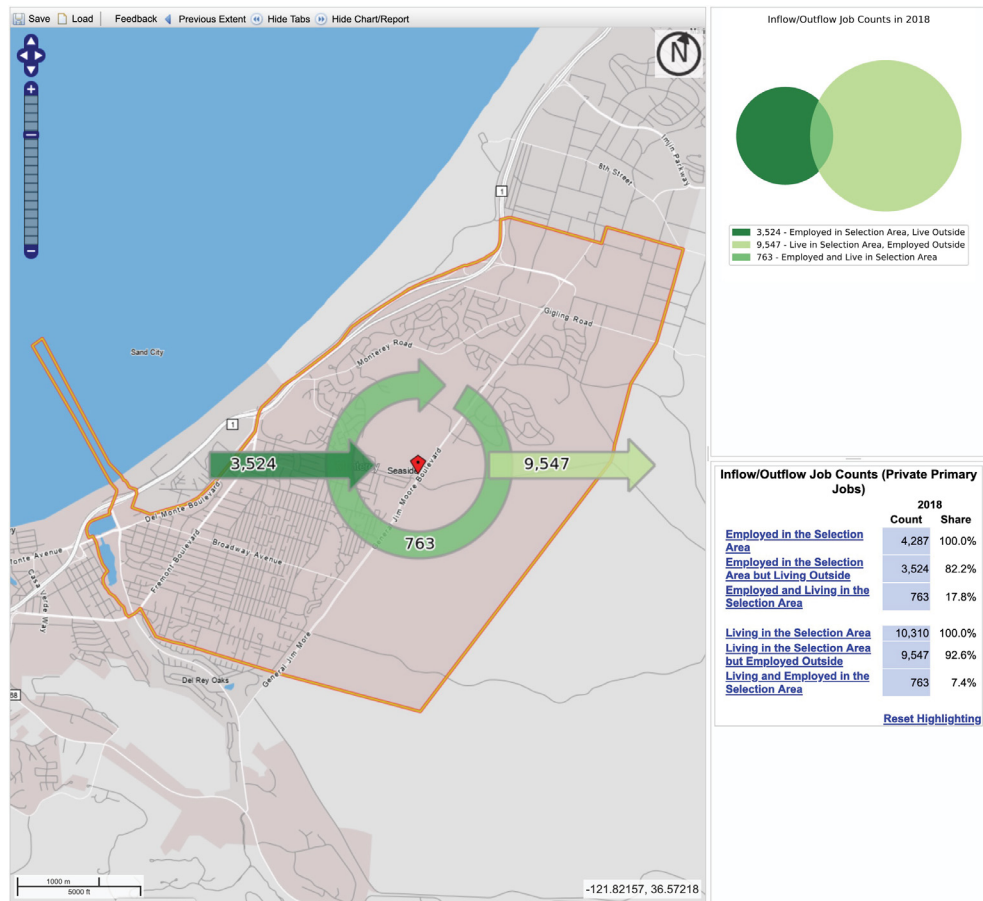 Save Load Feedback Previous Extent Hide Tabs Hide Chart/Report
N
Imjin Parkway
8th Street
1
Gigling Road
Sand City
Monterey Road
1
3,524
Seaside
9,547
Jim Moore Boulevard
Del Monte Boulevard
763
Broadway Avenue
Fremont Boulevard
onte Avenue
Casa Verde Way
General Jim More
Del Rey Oaks
68
1000 m
5000 ft
-121.82157, 36.57218
Inflow/Outflow Job Counts in 2018
3,524 - Employed in Selection Area, Live Outside
9,547 - Live in Selection Area, Employed Outside
763 - Employed and Live in Selection Area
Inflow/Outflow Job Counts (Private Primary
Jobs)
2018
Count Share
Employed in the Selection
Area 4,287 100.0%
Employed in the Selection
Area but Living Outside 3,524 82.2%
Employed and Living in the
Selection Area 763 17.8%
Living in the Selection Area 10,310 100.0%
Living in the Selection Area
but Employed Outside 9,547 92.6%
Living and Employed in the
Selection Area 763 7.4%
Reset Highlighting